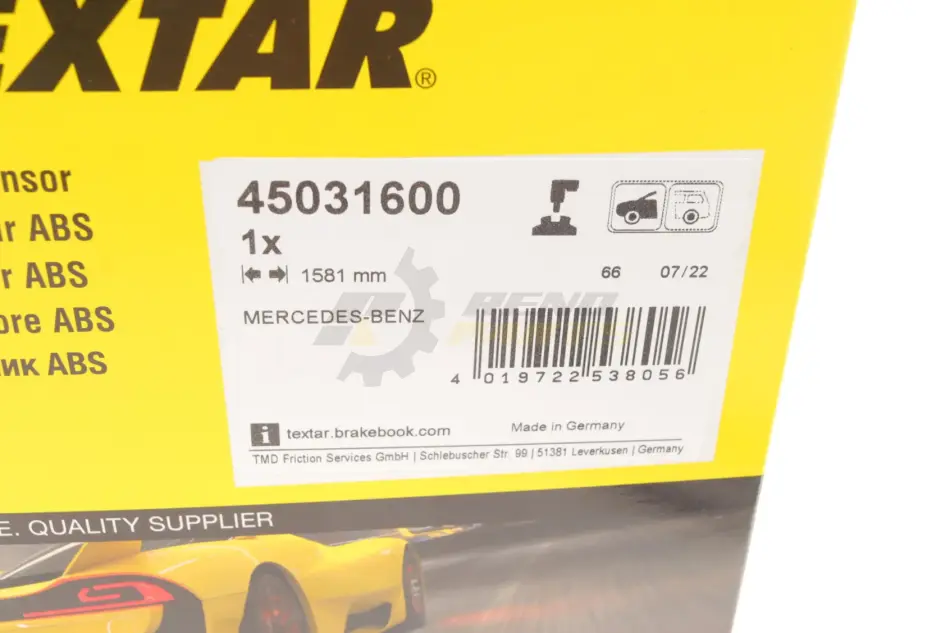 EXTAR®
nsor
ir ABS
r ABS
ore ABS
ик ABS
45031600
1x
1581 mm
66 07/22
MERCEDES-BENZ
4 019722 538056
i textar.brakebook.com
Made in Germany
TMD Friction Services GmbH | Schlebuscher Str. 99 | 51381 Leverkusen | Germany
E. QUALITY SUPPLIER